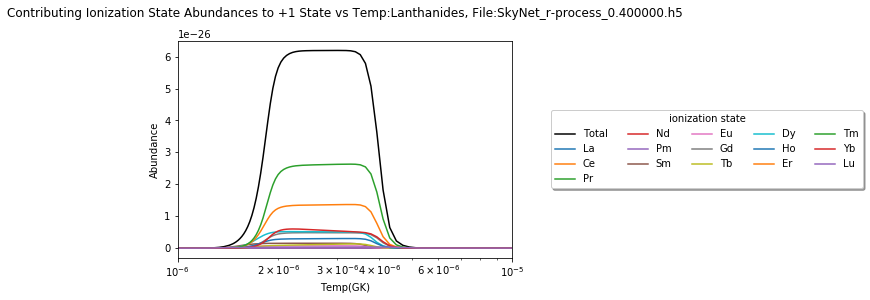 Contributing Ionization State Abundances to +1 State vs Temp:Lanthanides, File:SkyNet_r-process_0.400000.h5
1e−26
6
5
4
3
2
1
0
Abundance
10⁻⁶
2 × 10⁻⁶
3 × 10⁻⁶
4 × 10⁻⁶
6 × 10⁻⁶
10⁻⁵
Temp(GK)
ionization state
Total Nd Eu Dy Tm
La Pm Gd Ho Yb
Ce Sm Tb Er Lu
Pr